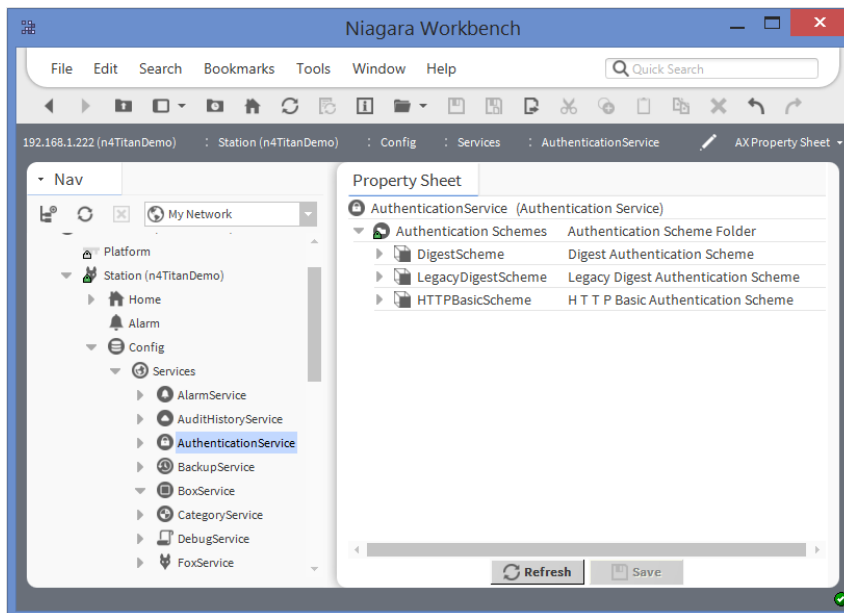 Niagara Workbench
File Edit Search Bookmarks Tools Window Help Quick Search
192.168.1.222 (n4TitanDemo) : Station (n4TitanDemo) : Config : Services : AuthenticationService AX Property Sheet
Nav
My Network
Platform
Station (n4TitanDemo)
Home
Alarm
Config
Services
AlarmService
AuditHistoryService
AuthenticationService
BackupService
BoxService
CategoryService
DebugService
FoxService
Property Sheet
AuthenticationService (Authentication Service)
Authentication Schemes Authentication Scheme Folder
DigestScheme Digest Authentication Scheme
LegacyDigestScheme Legacy Digest Authentication Scheme
HTTPBasicScheme H T T P Basic Authentication Scheme
Refresh Save